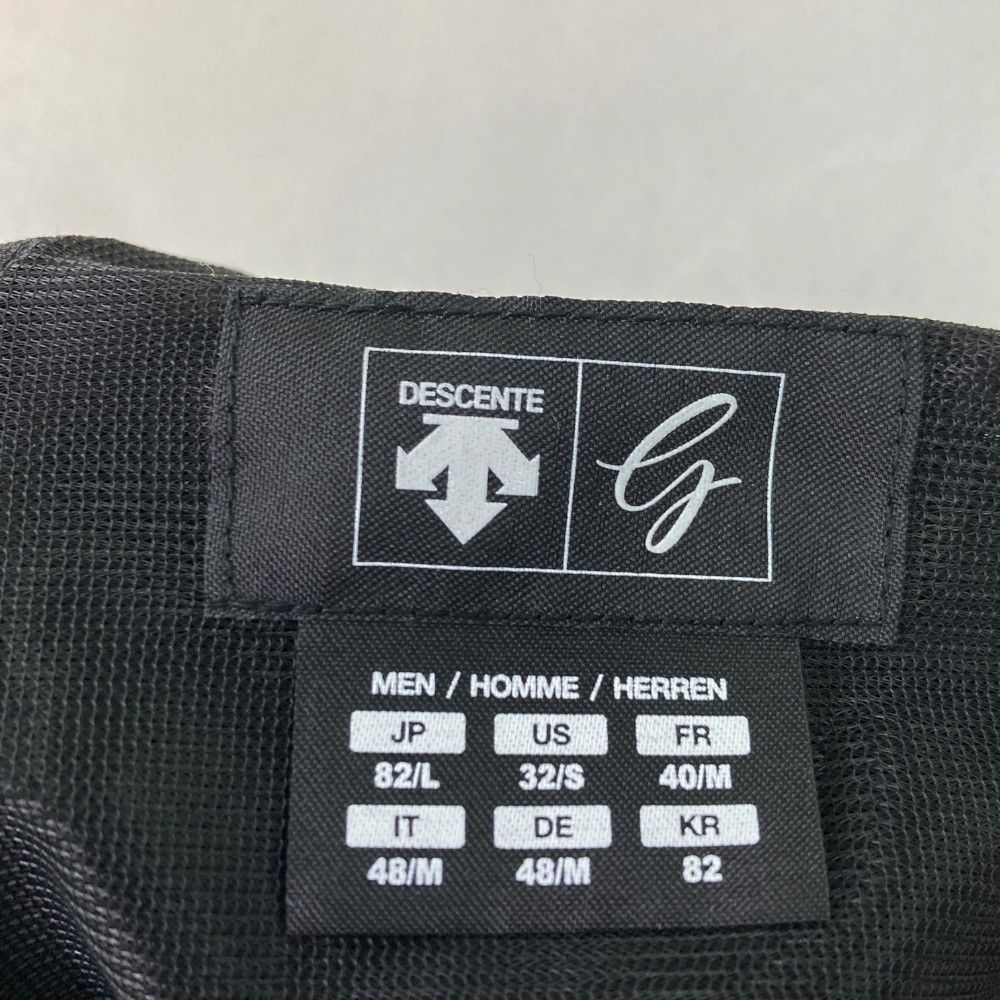 DESCENTE
G
MEN / HOMME / HERREN
JP US FR
82/L 32/S 40/M
IT DE KR
48/M 48/M 82